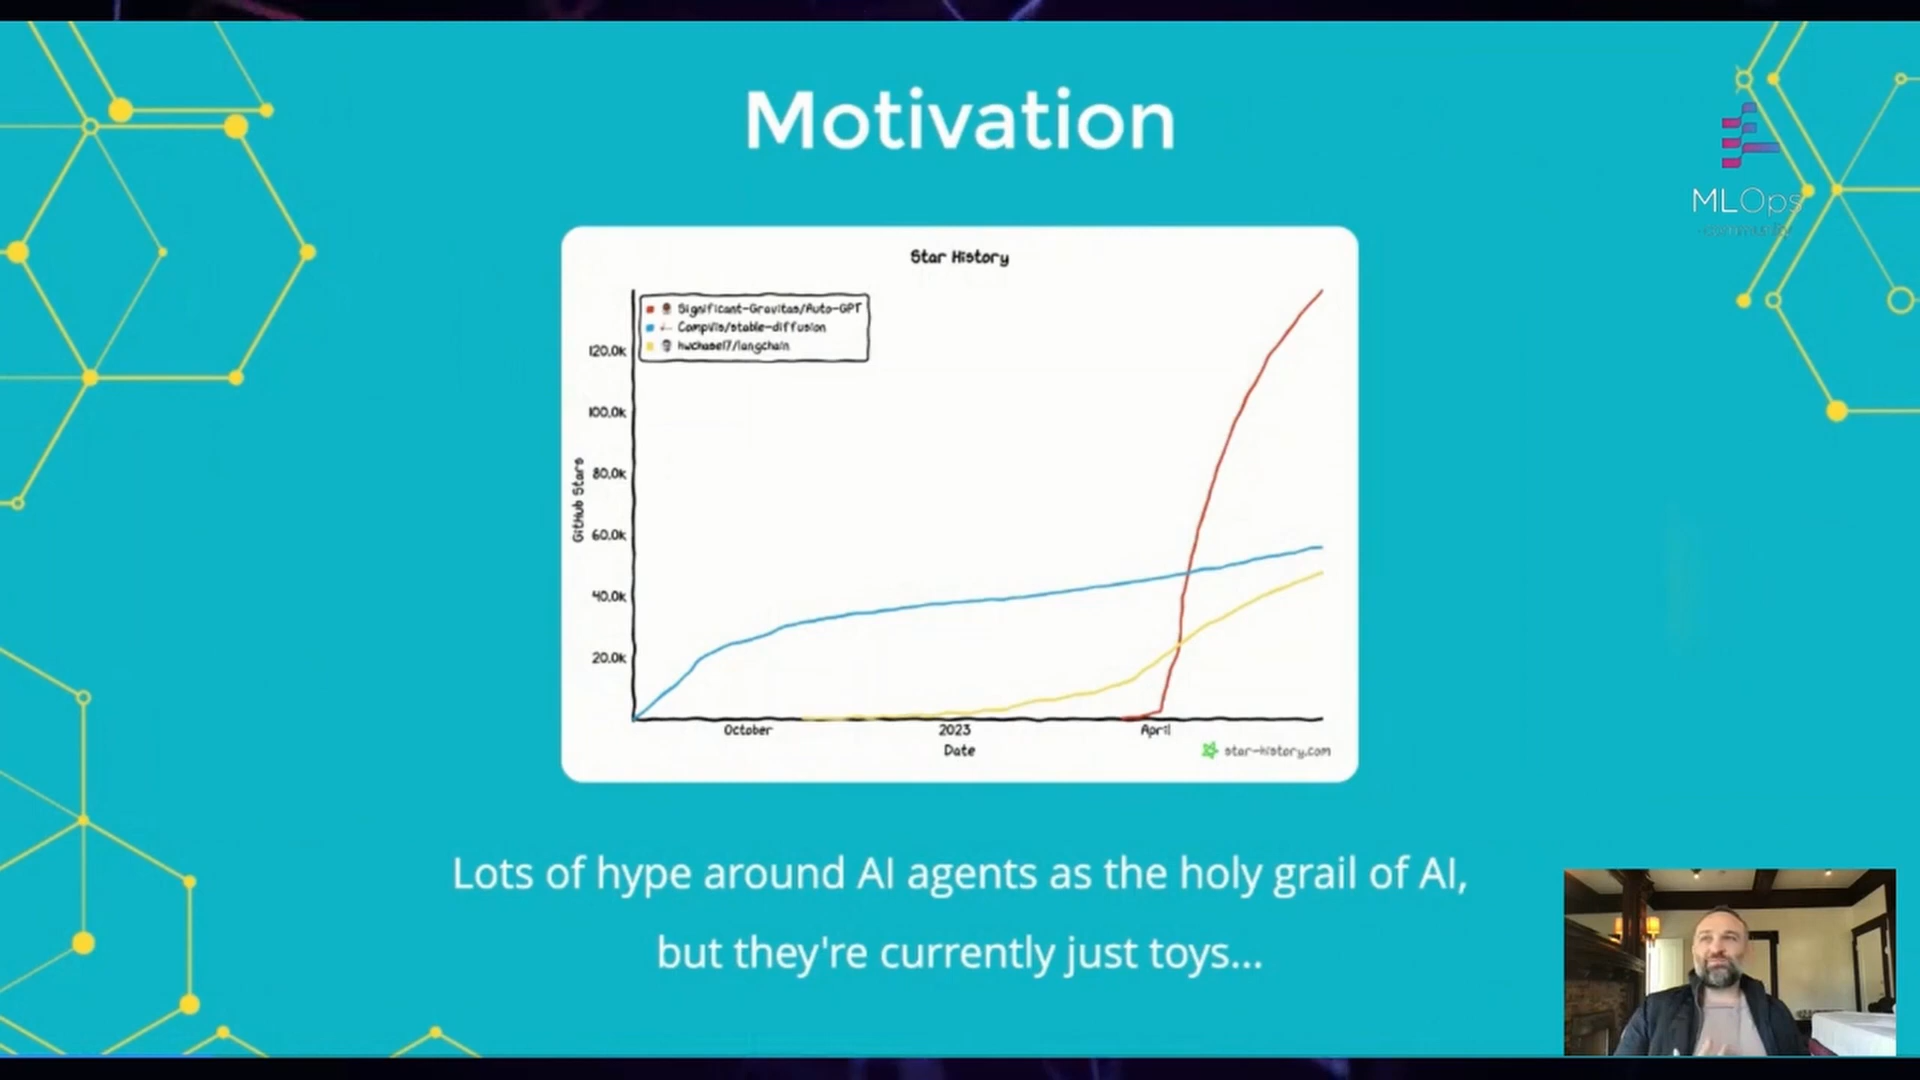 Motivation
MLOps
Star History
Significant-Gravitas/Auto-GPT
CompVis/stable-diffusion
hwchase17/langchain
GitHub Stars
120.0k
100.0k
80.0k
60.0k
40.0k
20.0k
October
2023
April
Date
star-history.com
Lots of hype around AI agents as the holy grail of AI,
but they're currently just toys...